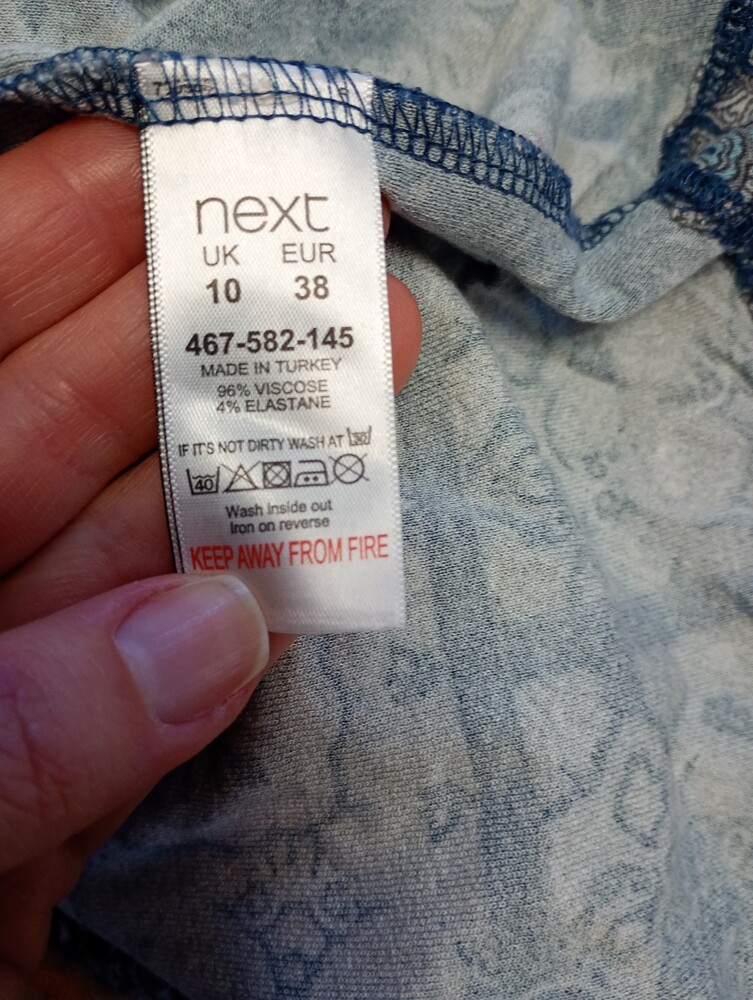 next
UK EUR
10 38
467-582-145
MADE IN TURKEY
96% VISCOSE
4% ELASTANE
IF IT'S NOT DIRTY WASH AT 30
40
Wash inside out
Iron on reverse
KEEP AWAY FROM FIRE